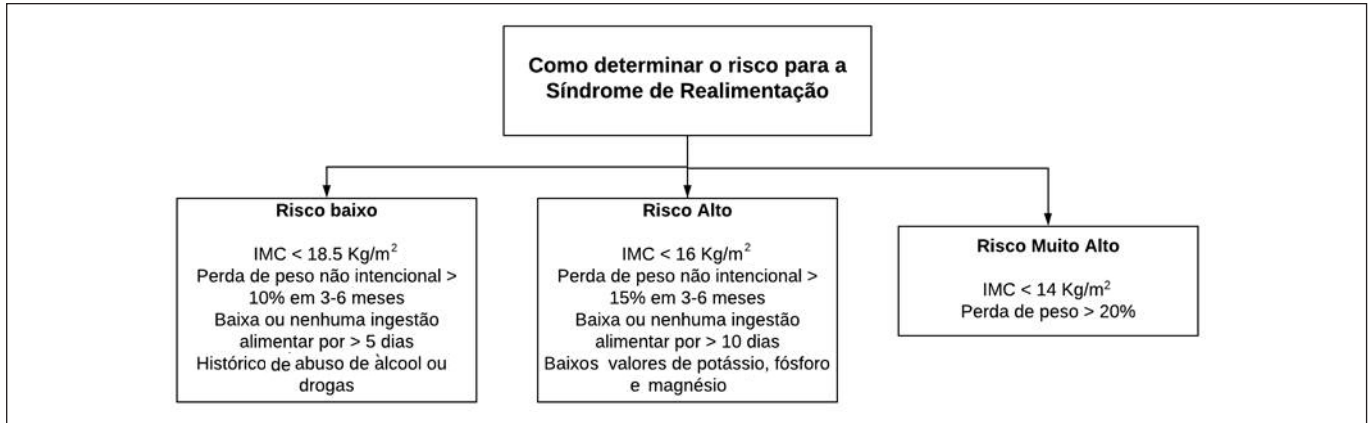 Como determinar o risco para a
Síndrome de Realimentação
Risco baixo
IMC < 18.5 Kg/m²
Perda de peso não intencional >
10% em 3-6 meses
Baixa ou nenhuma ingestão
alimentar por > 5 dias
Histórico de abuso de àlcool ou
drogas
Risco Alto
IMC < 16 Kg/m²
Perda de peso não intencional >
15% em 3-6 meses
Baixa ou nenhuma ingestão
alimentar por > 10 dias
Baixos valores de potássio, fósforo
e magnésio
Risco Muito Alto
IMC < 14 Kg/m²
Perda de peso > 20%